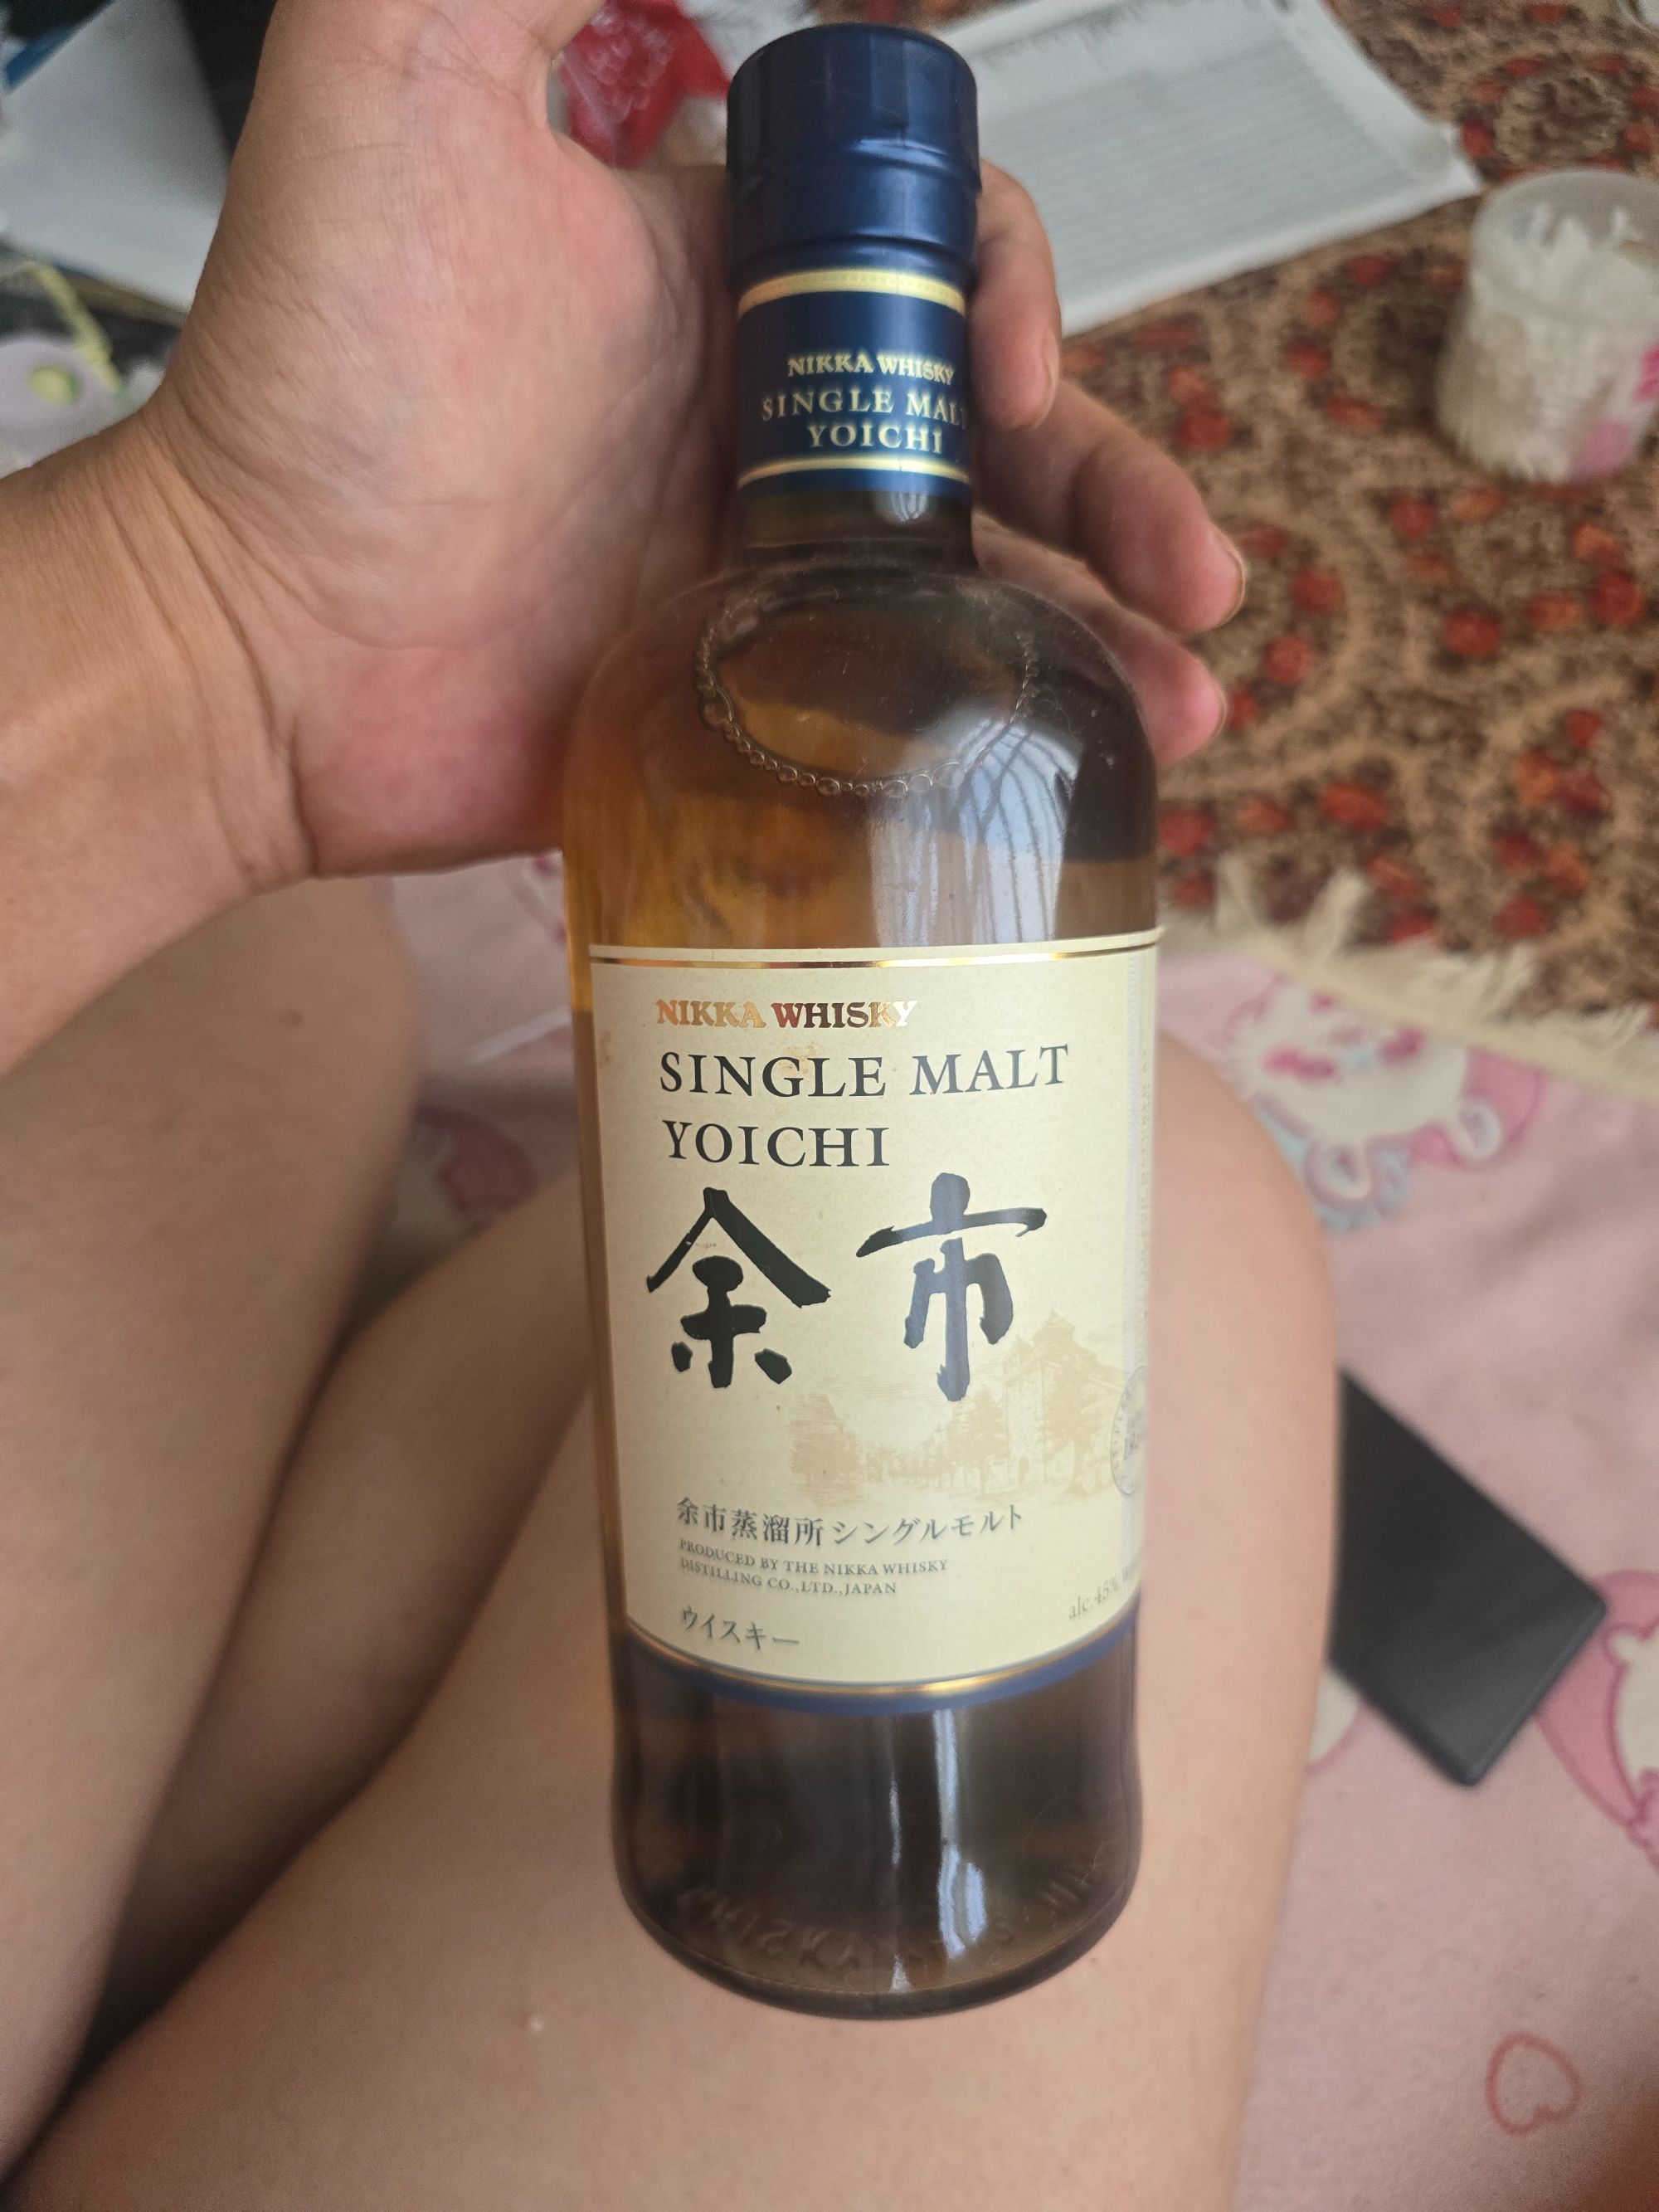 NIKKA WHISKY
SINGLE MALT
YOICHI
NIKKA WHISKY
SINGLE MALT
YOICHI
余市
余市蒸溜所シングルモルト
PRODUCED BY THE NIKKA WHISKY
DISTILLING CO.,LTD.,JAPAN
alc.45%
ウイスキー